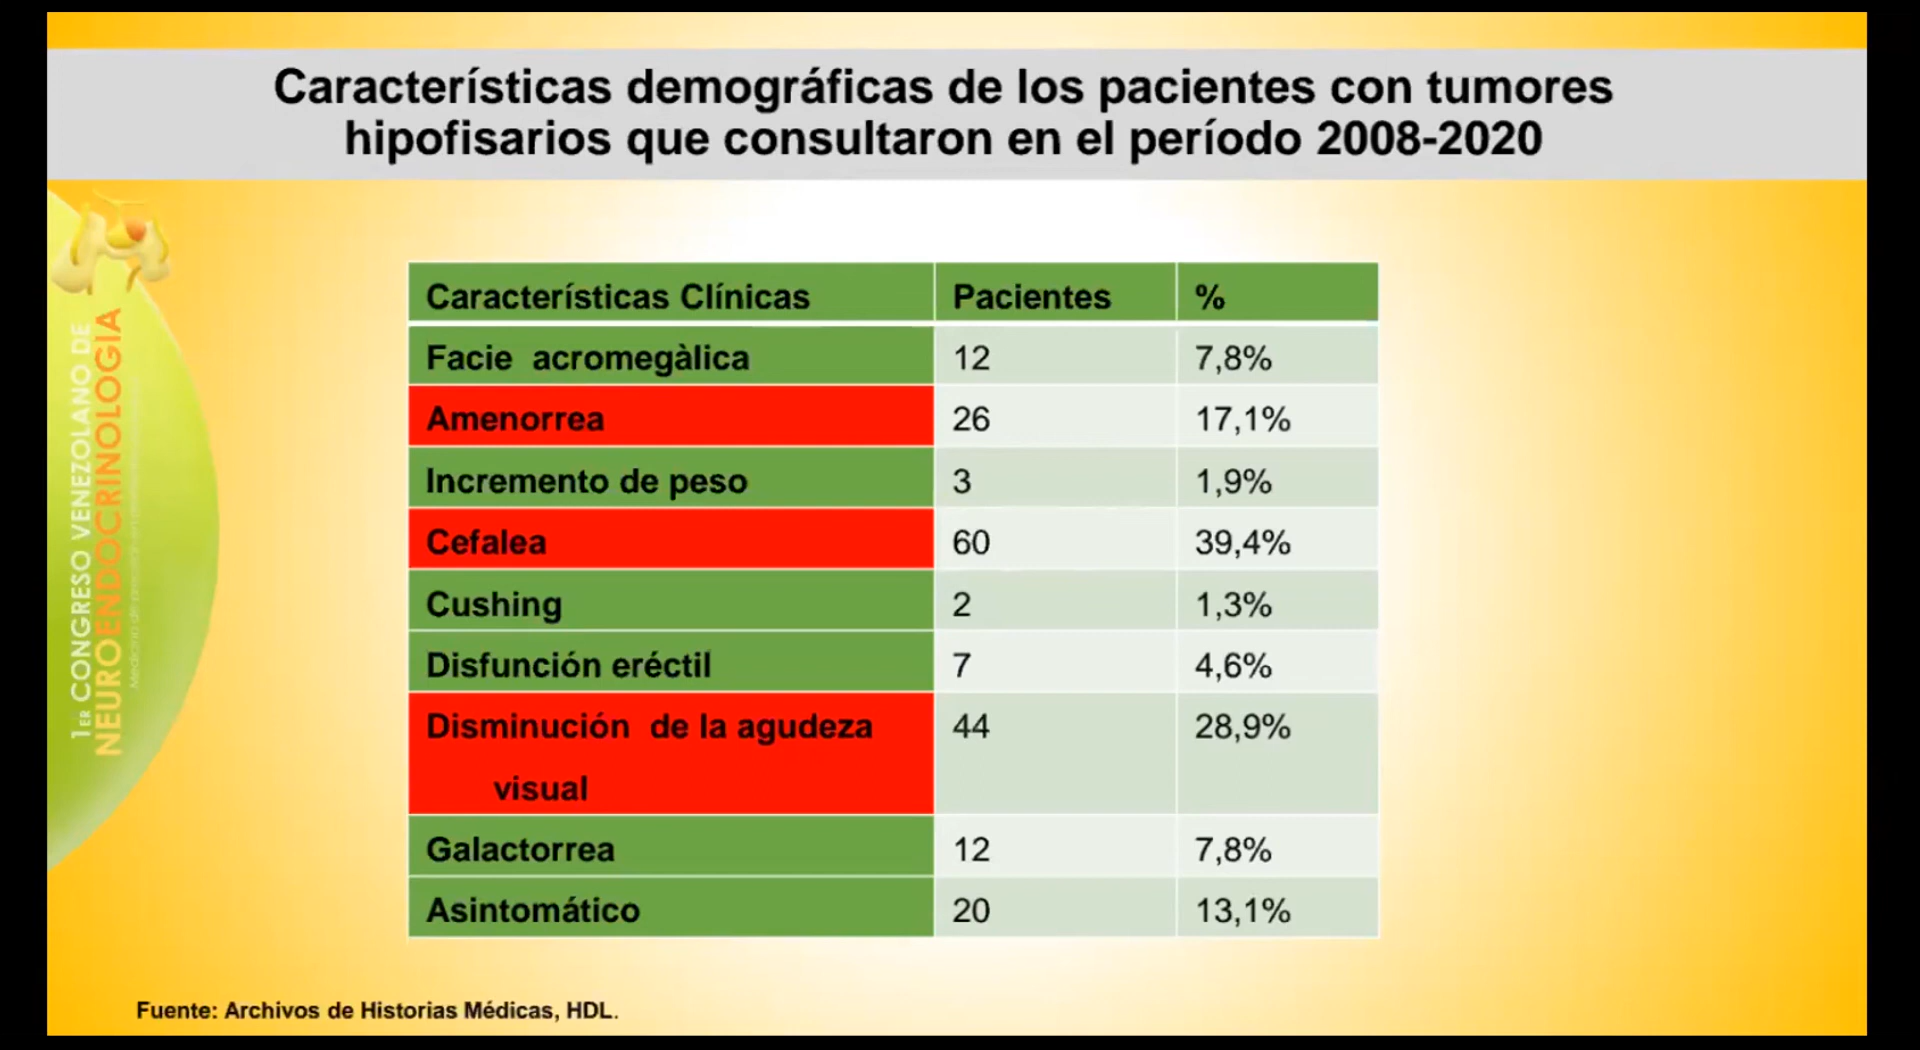 Características demográficas de los pacientes con tumores
hipofisarios que consultaron en el período 2008-2020
1ER CONGRESO VENEZOLANO DE
NEUROENDOCRINOLOGIA
Características Clínicas Pacientes %
Facie acromegàlica 12 7,8%
Amenorrea 26 17,1%
Incremento de peso 3 1,9%
Cefalea 60 39,4%
Cushing 2 1,3%
Disfunción eréctil 7 4,6%
Disminución de la agudeza 44 28,9%
visual
Galactorrea 12 7,8%
Asintomático 20 13,1%
Fuente: Archivos de Historias Médicas, HDL.